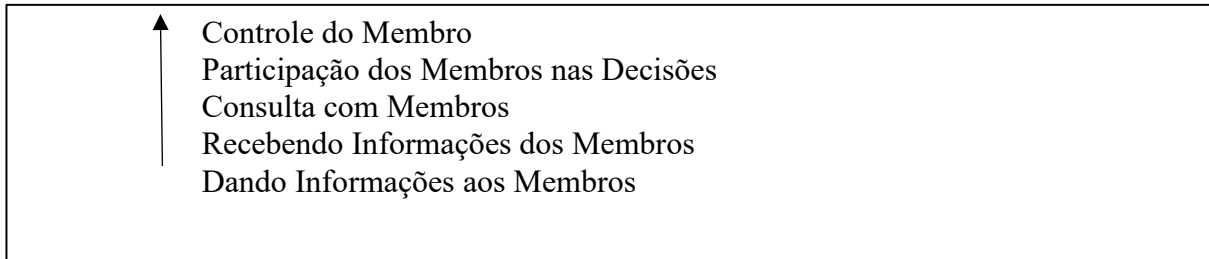 Controle do Membro
Participação dos Membros nas Decisões
Consulta com Membros
Recebendo Informações dos Membros
Dando Informações aos Membros